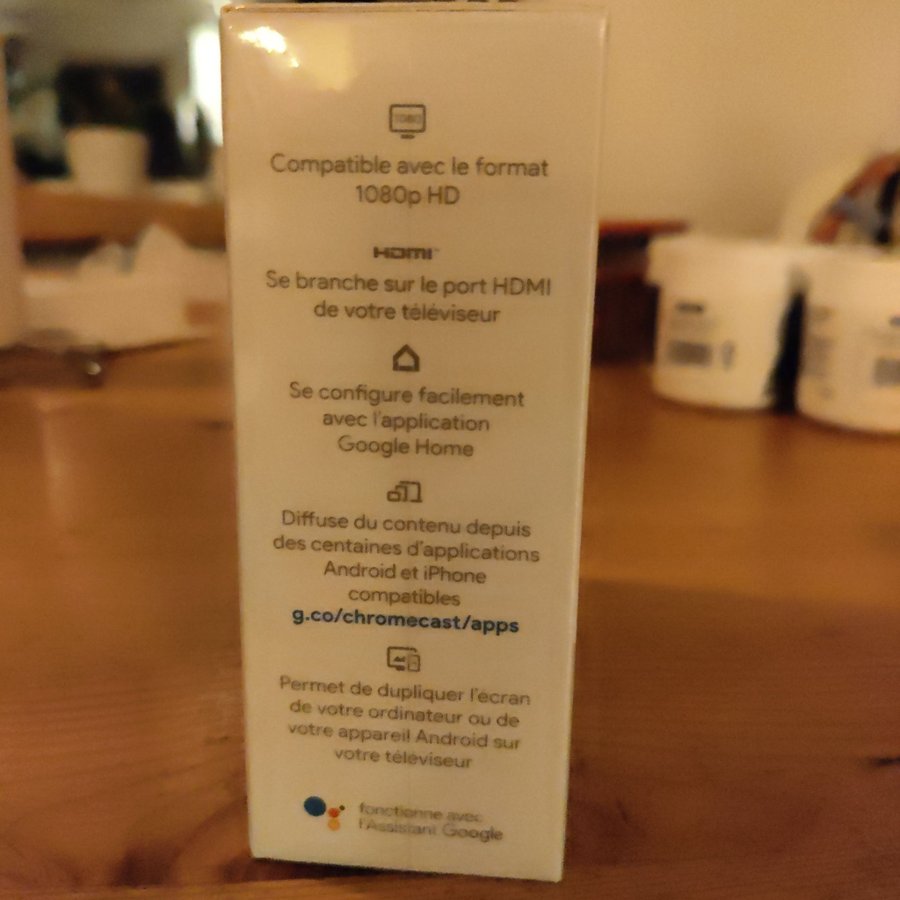 1080
Compatible avec le format
1080p HD
HDMI
Se branche sur le port HDMI
de votre téléviseur
Se configure facilement
avec l'application
Google Home
Diffuse du contenu depuis
des centaines d'applications
Android et iPhone
compatibles
g.co/chromecast/apps
Permet de dupliquer l'écran
de votre ordinateur ou de
votre appareil Android sur
votre téléviseur
fonctionne avec
l'Assistant Google